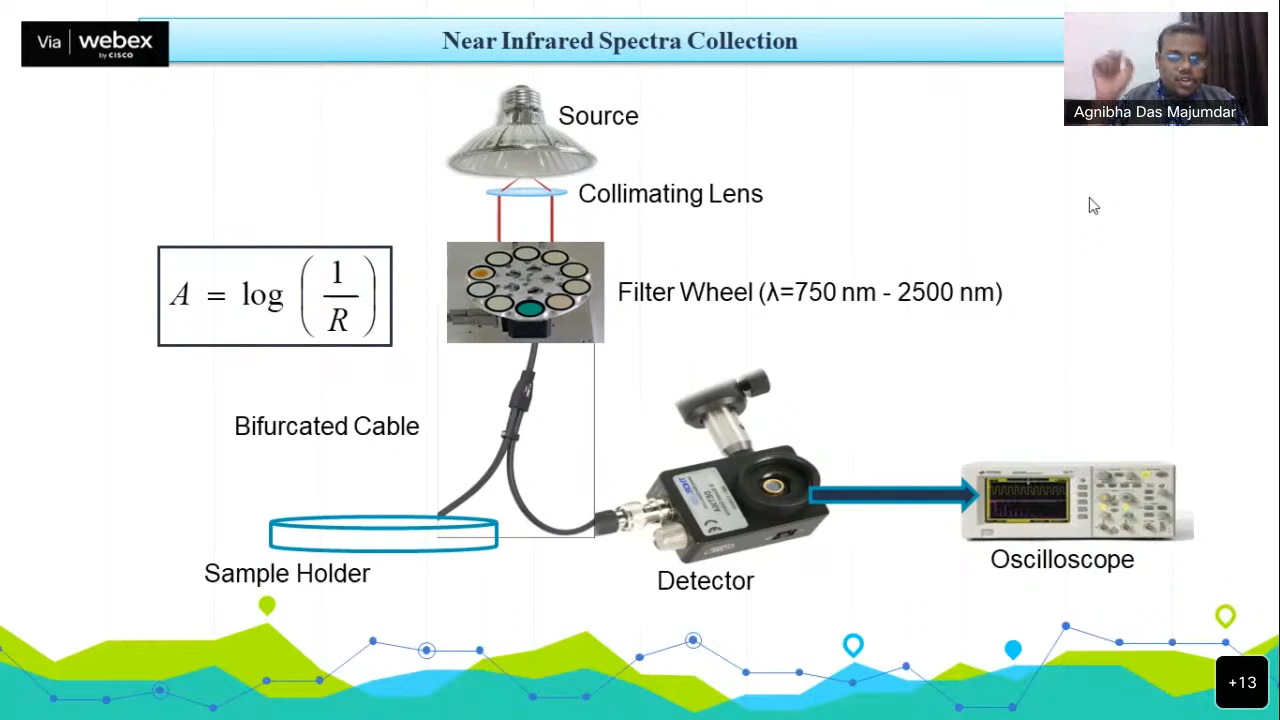 Via webex
by CISCO
Near Infrared Spectra Collection
Agnibha Das Majumdar
Source
Collimating Lens
A = log (1/R)
Filter Wheel (λ=750 nm - 2500 nm)
Bifurcated Cable
Sample Holder
Detector
Oscilloscope
+13